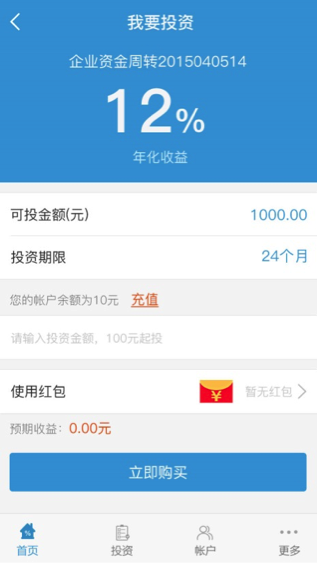 我要投资
企业资金周转2015040514
12%
年化收益
可投金额(元) 1000.00
投资期限 24个月
您的帐户余额为10元 充值
请输入投资金额，100元起投
使用红包 ¥ 暂无红包
预期收益：0.00元
立即购买
% 首页 投资 帐户 更多